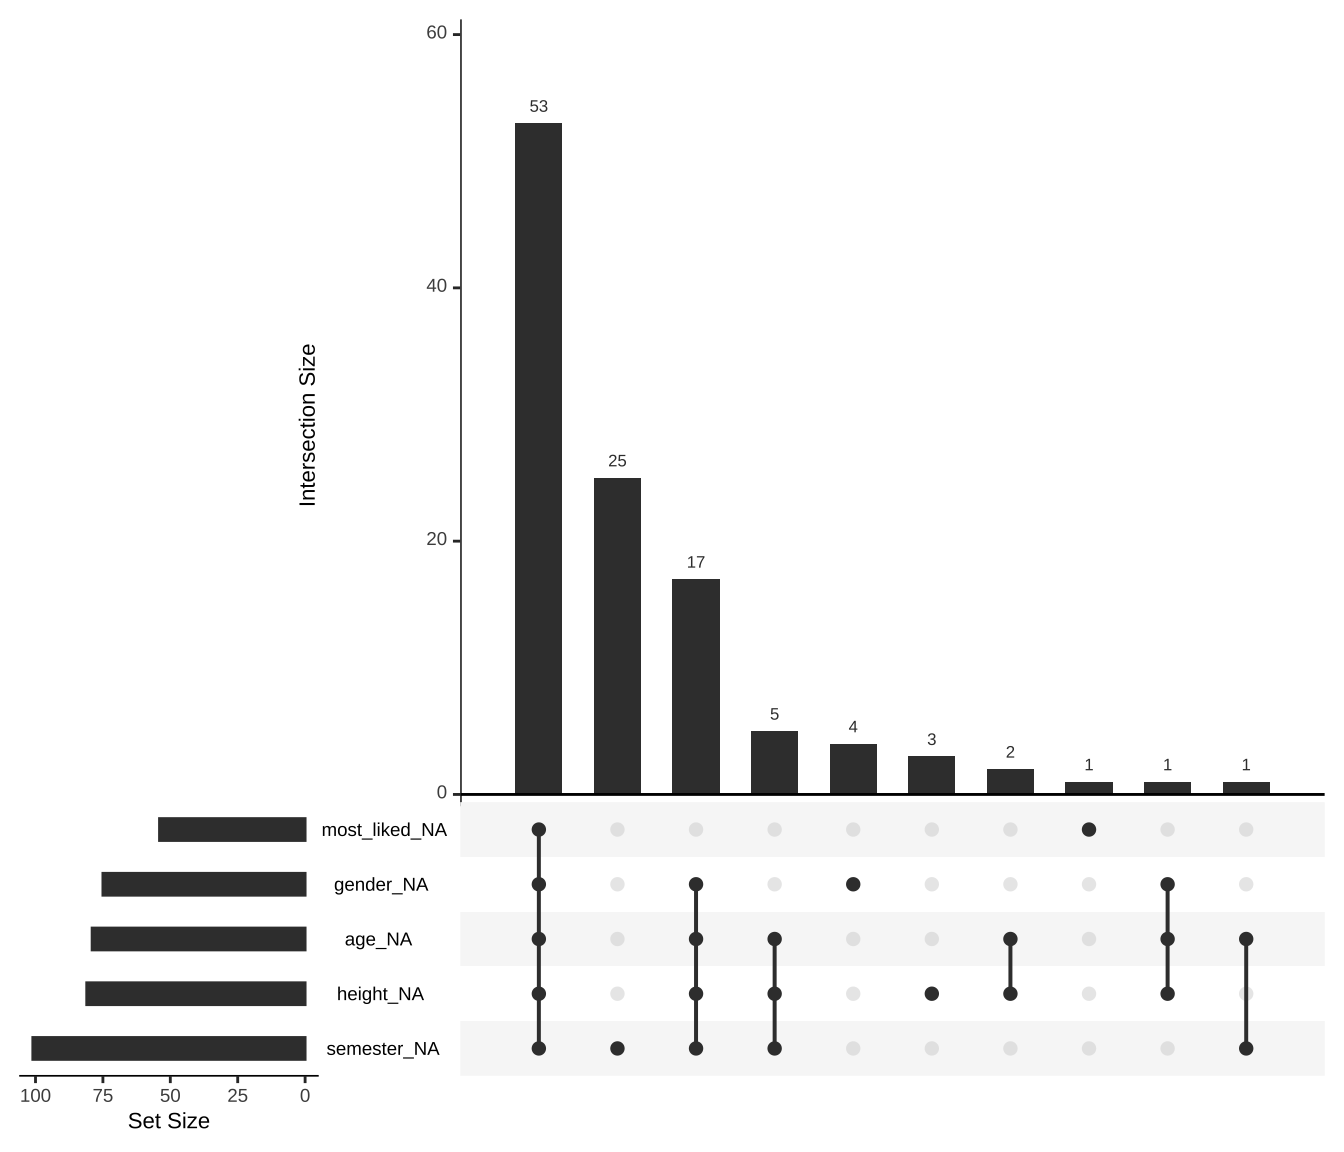 60
40
20
0
Intersection Size
53
25
17
5
4
3
2
1
1
1
most_liked_NA
gender_NA
age_NA
height_NA
semester_NA
100 75 50 25 0
Set Size